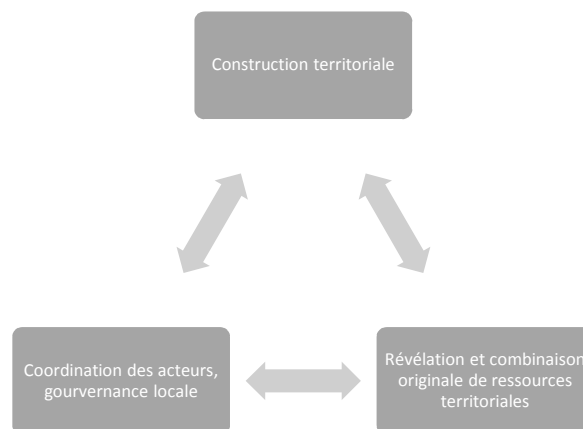 Construction territoriale
Coordination des acteurs,
gourvernance locale
Révélation et combinaison
originale de ressources
territoriales